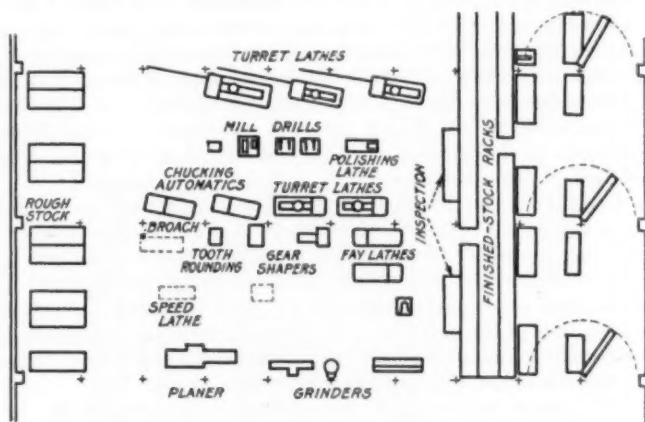 TURRET LATHES
MILL DRILLS
POLISHING
LATHE
CHUCKING
AUTOMATICS
TURRET LATHES
ROUGH
STOCK
BROACH
TOOTH
ROUNDING
GEAR
SHAPERS
FAY LATHES
SPEED
LATHE
PLANER
GRINDERS
INSPECTION
FINISHED-STOCK RACKS